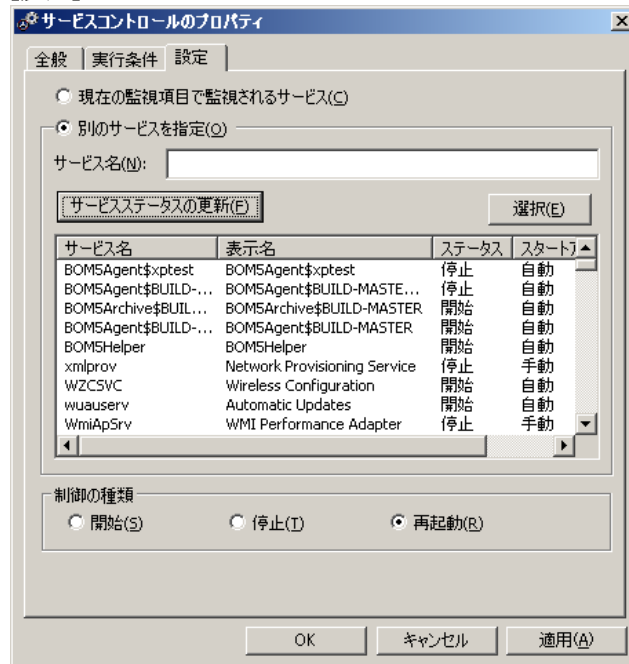 サービスコントロールのプロパティ
全般 実行条件 設定
現在の監視項目で監視されるサービス(C)
別のサービスを指定(O)
サービス名(N):
サービスステータスの更新(F) 選択(E)
サービス名 表示名 ステータス スタートア
BOM5Agent$xptest BOM5Agent$xptest 停止 自動
BOM5Agent$BUILD-... BOM5Agent$BUILD-MASTE... 停止 自動
BOM5Archive$BUIL... BOM5Archive$BUILD-MASTER 開始 自動
BOM5Agent$BUILD-... BOM5Agent$BUILD-MASTER 開始 自動
BOM5Helper BOM5Helper 開始 自動
xmlprov Network Provisioning Service 停止 手動
WZCSVC Wireless Configuration 開始 自動
wuauserv Automatic Updates 開始 自動
WmiApSrv WMI Performance Adapter 停止 手動
制御の種類
開始(S) 停止(T) 再起動(R)
OK キャンセル 適用(A)